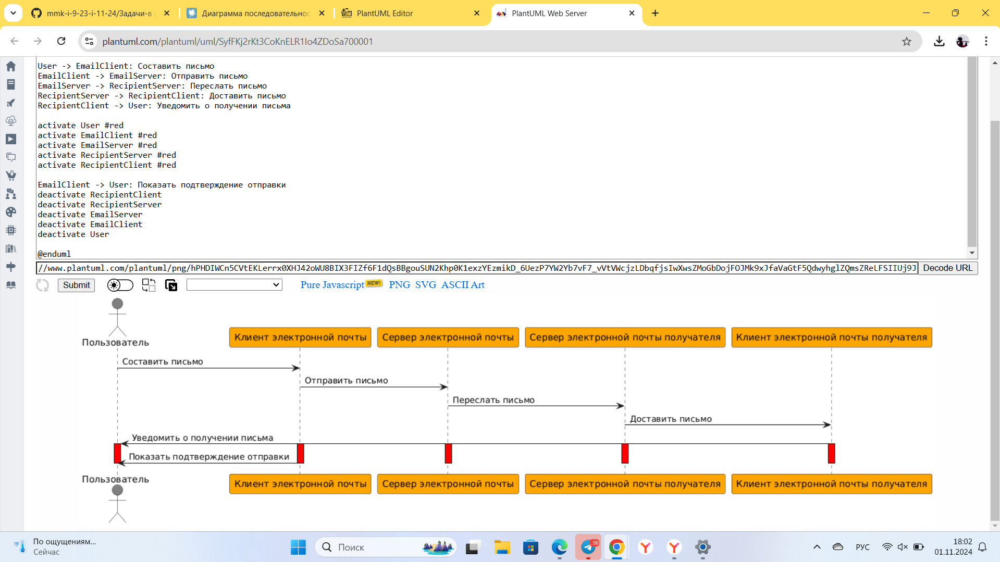 mmk-i-9-23-i-11-24/Задачи-в
Диаграмма последовательнос
PlantUML Editor
PlantUML Web Server
plantuml.com/plantuml/uml/SyfFKj2rKt3CoKnELR1Io4ZDoSa700001
User -> EmailClient: Составить письмо
EmailClient -> EmailServer: Отправить письмо
EmailServer -> RecipientServer: Переслать письмо
RecipientServer -> RecipientClient: Доставить письмо
RecipientClient -> User: Уведомить о получении письма
activate User #red
activate EmailClient #red
activate EmailServer #red
activate RecipientServer #red
activate RecipientClient #red
EmailClient -> User: Показать подтверждение отправки
deactivate RecipientClient
deactivate RecipientServer
deactivate EmailServer
deactivate EmailClient
deactivate User
@enduml
//www.plantuml.com/plantuml/png/hPHDIWCn5CVtEKLerrx0XHJ42oWU8BIX3FIZf6F1dQsBBgouSUN2Khp0K1exzYEzmikD_6UezP7YW2Yb7vF7_vVtVWcjzLDbqfjsIwXwsZMoGbDojFOJMk9xJfaVaGtF5QdwyhglZQmsZReLFSIIUj9J Decode URL
Submit Pure Javascript NEW! PNG SVG ASCII Art
Пользователь
Клиент электронной почты Сервер электронной почты Сервер электронной почты получателя Клиент электронной почты получателя
Составить письмо
Отправить письмо
Переслать письмо
Доставить письмо
Уведомить о получении письма
Показать подтверждение отправки
Пользователь
Клиент электронной почты Сервер электронной почты Сервер электронной почты получателя Клиент электронной почты получателя
По ощущениям...
Сейчас
Поиск
98
РУС
18:02
01.11.2024